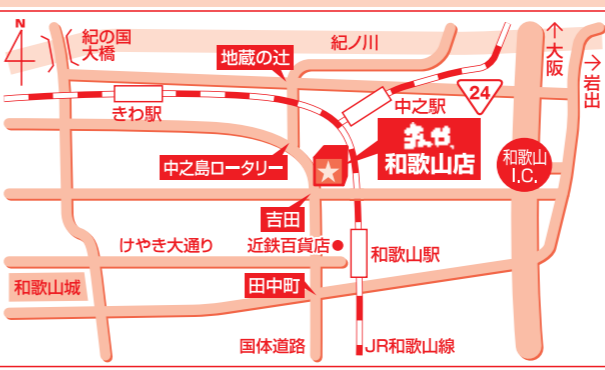 N
紀の国
大橋
地蔵の辻
紀ノ川
↑大阪
→岩出
きわ駅
中之駅
24
中之島ロータリー
和歌山店
和歌山
I.C.
吉田
けやき大通り
近鉄百貨店
和歌山駅
和歌山城
田中町
国体道路
JR和歌山線